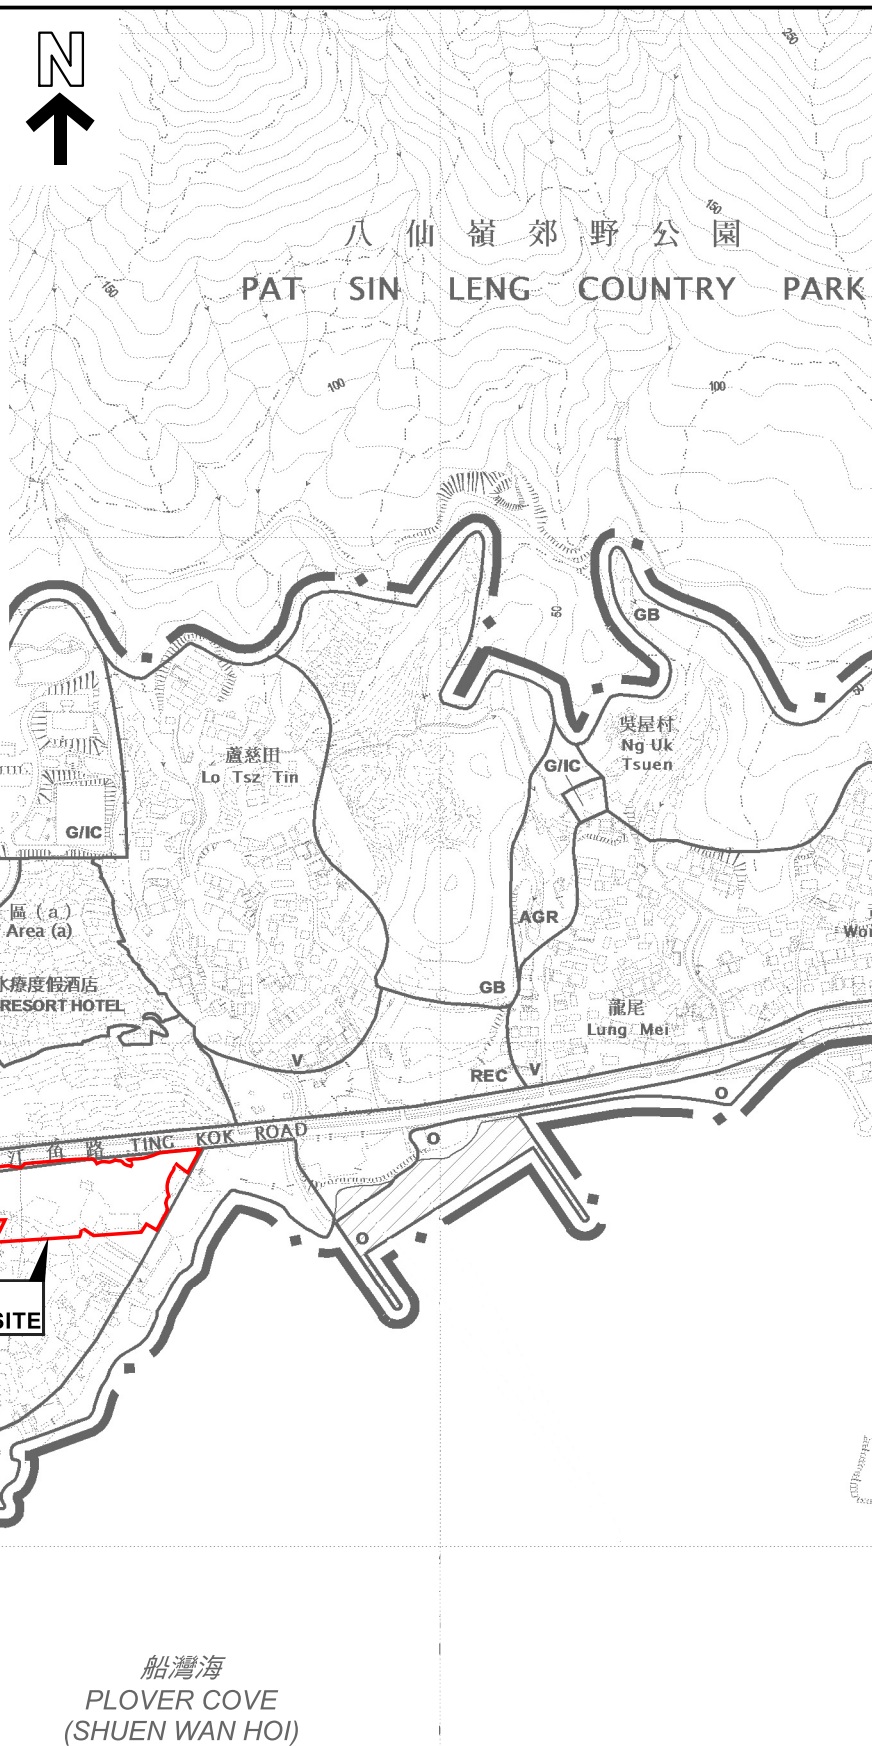 N
250
150
八仙嶺郊野公園
PAT SIN LENG COUNTRY PARK
150
100
100
50
GB
50
吳屋村
Ng Uk
Tsuen
蘆慈田
Lo Tsz Tin
G/IC
G/IC
區 (a)
Area (a)
AGR
Wo
水療度假酒店
RESORT HOTEL
GB
龍尾
Lung Mei
V
REC V
O
汀角路 TING KOK ROAD
O
O
SITE
船灣海
PLOVER COVE
(SHUEN WAN HOI)